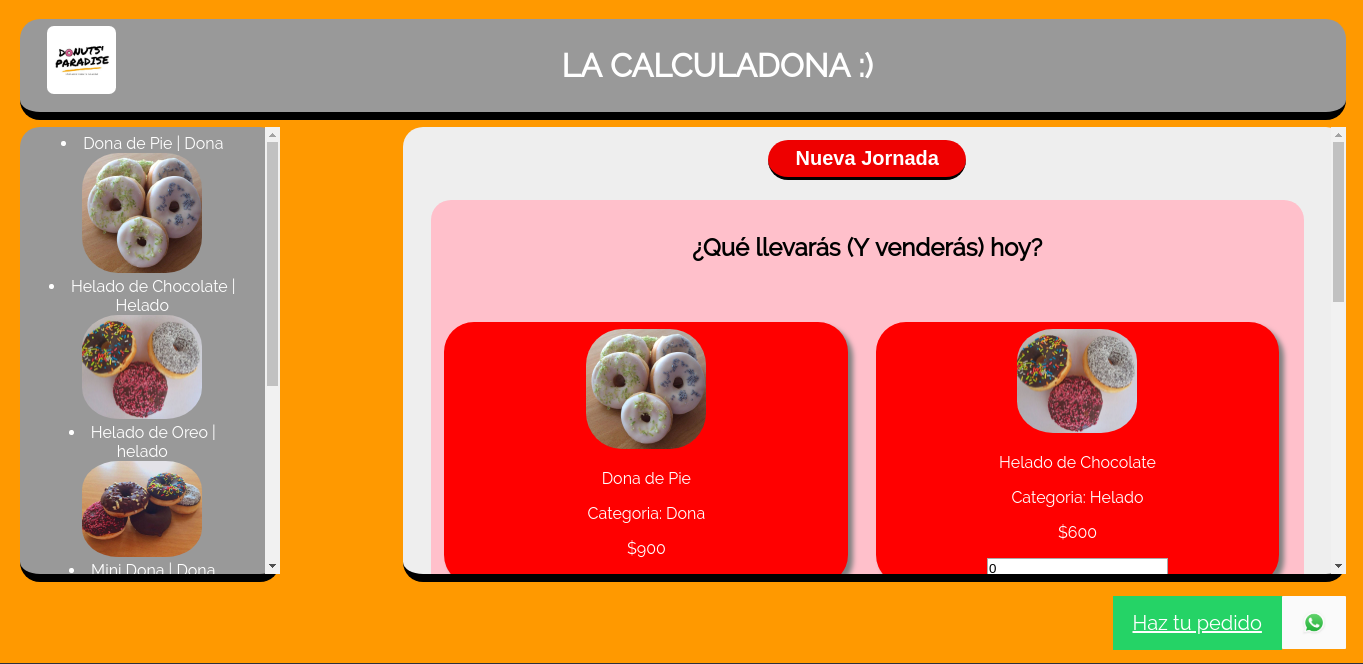 DONUTS'
PARADISE
LA CALCULADONA :)
Dona de Pie | Dona
Helado de Chocolate |
Helado
Helado de Oreo |
helado
Mini Dona | Dona
Nueva Jornada
¿Qué llevarás (Y venderás) hoy?
Dona de Pie
Categoria: Dona
$900
Helado de Chocolate
Categoria: Helado
$600
0
Haz tu pedido